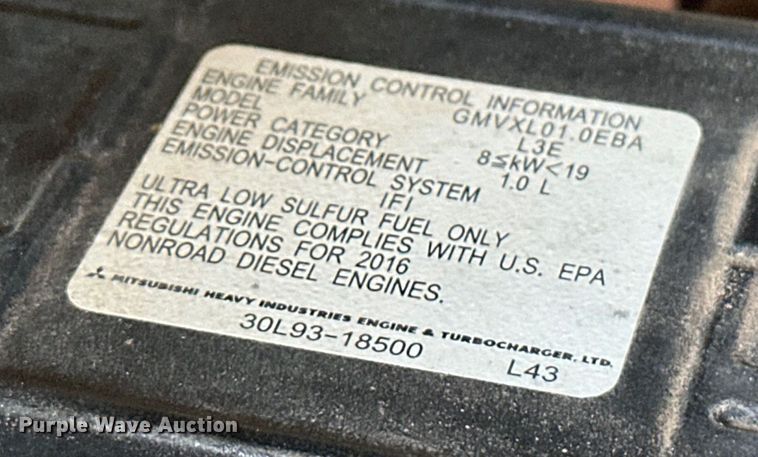 EMISSION CONTROL INFORMATION
ENGINE FAMILY GMVXL01.0EBA
MODEL L3E
POWER CATEGORY 8≤kW<19
ENGINE DISPLACEMENT 1.0 L
EMISSION-CONTROL SYSTEM
IFI
ULTRA LOW SULFUR FUEL ONLY
THIS ENGINE COMPLIES WITH U.S. EPA
REGULATIONS FOR 2016
NONROAD DIESEL ENGINES.
MITSUBISHI HEAVY INDUSTRIES ENGINE & TURBOCHARGER, LTD.
30L93-18500 L43
Purple Wave Auction